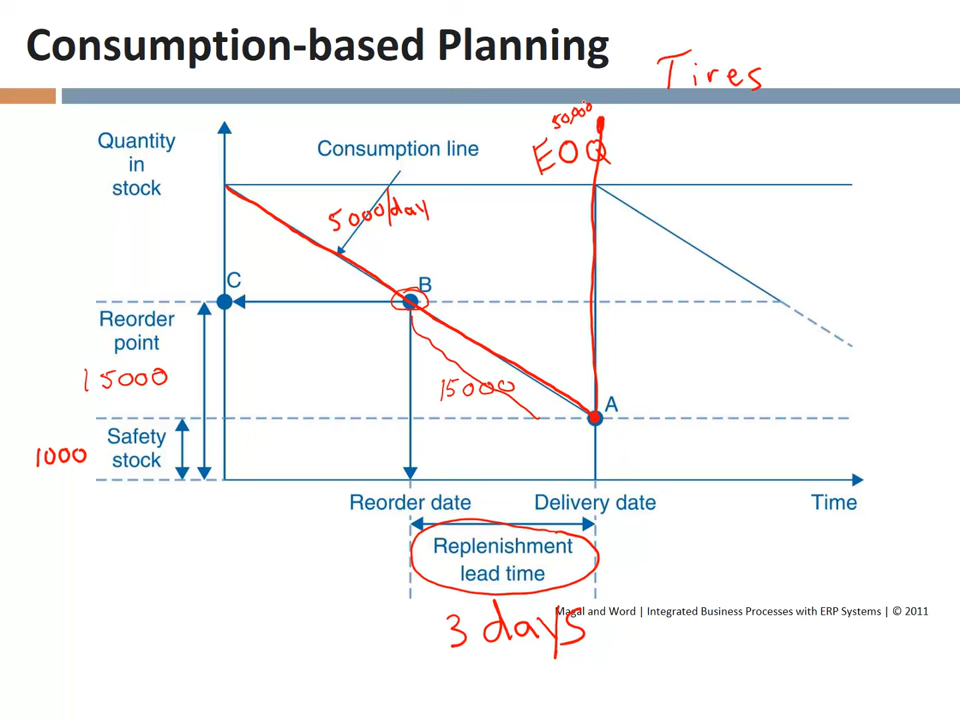 Consumption-based Planning
Tires
50,000
EOQ
Quantity
in
stock
Consumption line
5000/day
C
B
Reorder
point
15000
15000
A
Safety
stock
1000
Reorder date
Delivery date
Time
Replenishment
lead time
Magal and Word | Integrated Business Processes with ERP Systems | © 2011
3 days